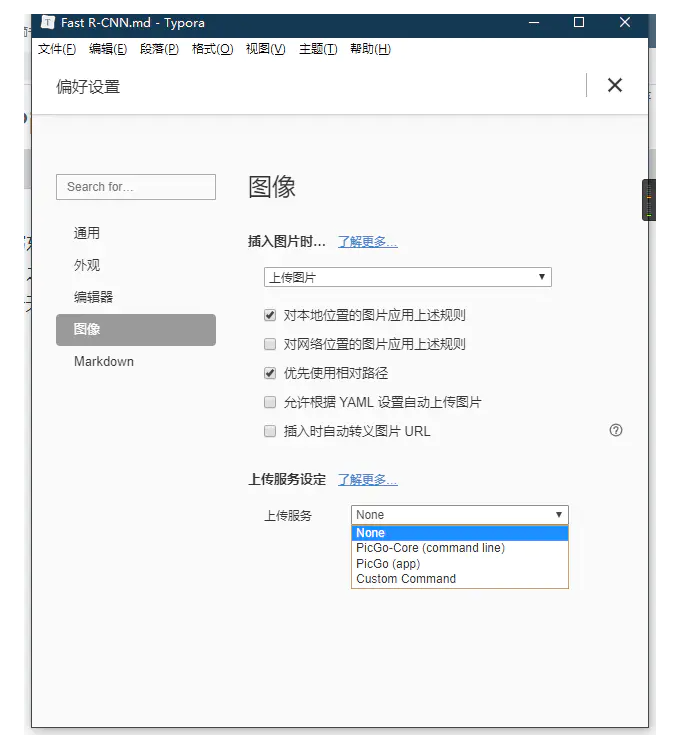 Fast R-CNN.md - Typora
文件(F) 编辑(E) 段落(P) 格式(O) 视图(V) 主题(T) 帮助(H)
偏好设置
Search for...
通用
外观
编辑器
图像
Markdown
图像
插入图片时... 了解更多...
上传图片
对本地位置的图片应用上述规则
对网络位置的图片应用上述规则
优先使用相对路径
允许根据 YAML 设置自动上传图片
插入时自动转义图片 URL
上传服务设定 了解更多...
上传服务 None
None
PicGo-Core (command line)
PicGo (app)
Custom Command